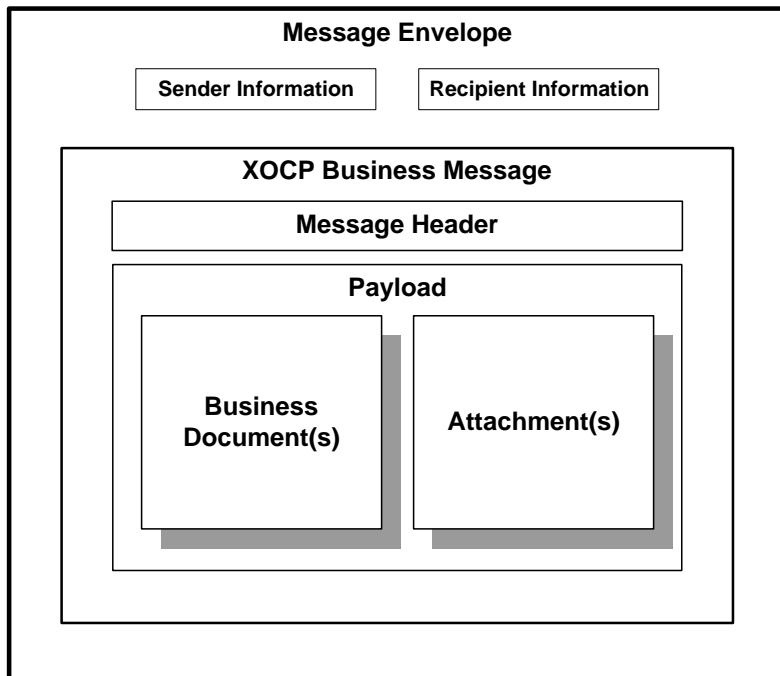 Message Envelope
Sender Information
Recipient Information
XOCP Business Message
Message Header
Payload
Business
Document(s)
Attachment(s)